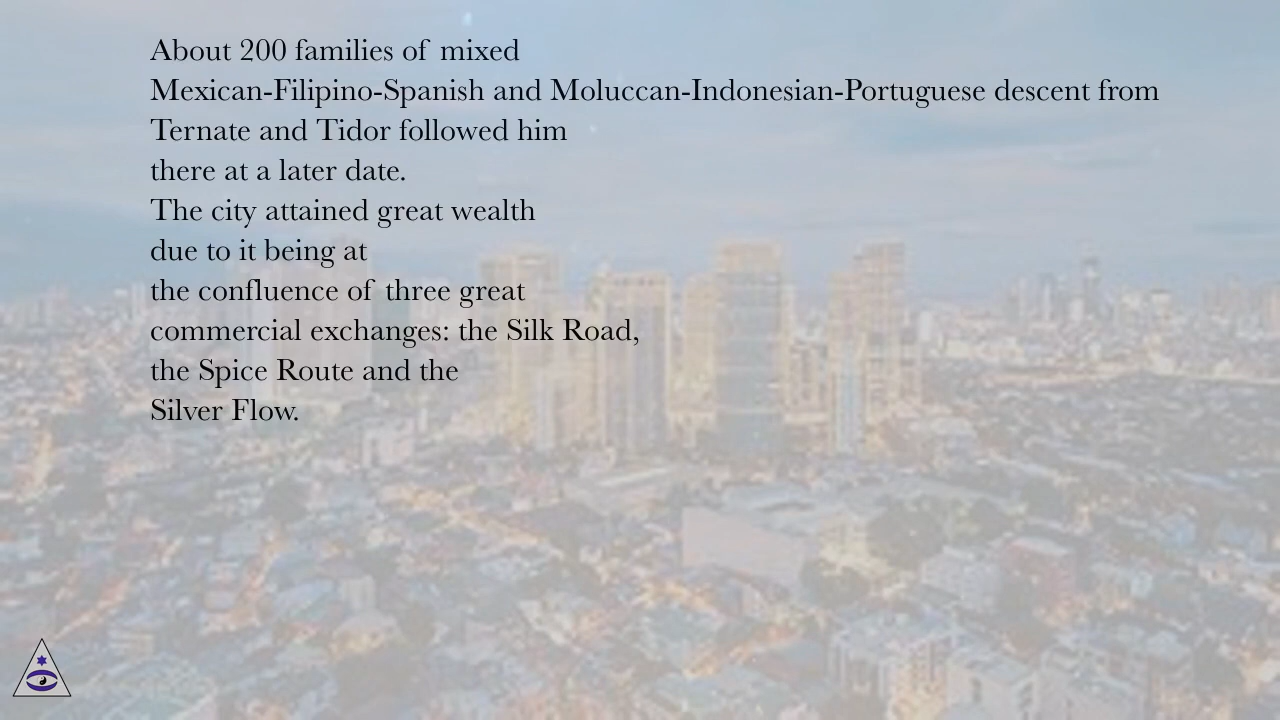 About 200 families of mixed
Mexican-Filipino-Spanish and Moluccan-Indonesian-Portuguese descent from
Ternate and Tidor followed him
there at a later date.
The city attained great wealth
due to it being at
the confluence of three great
commercial exchanges: the Silk Road,
the Spice Route and the
Silver Flow.